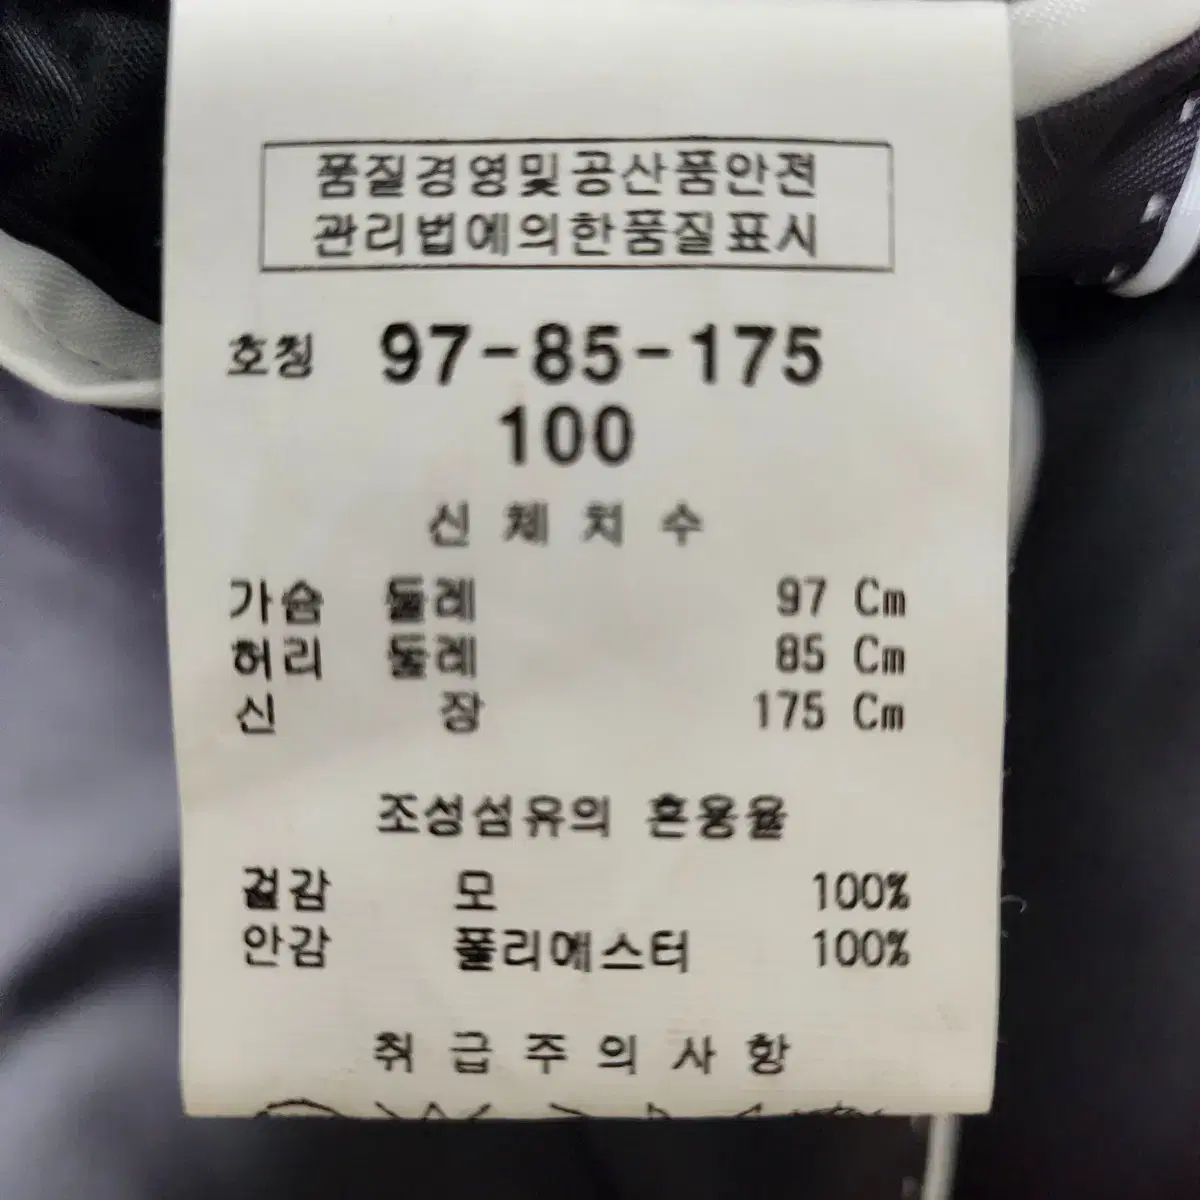 품질경영및공산품안전
관리법에의한품질표시
호칭 97-85-175
100
신체치수
가슴 둘레 97 Cm
허리 둘레 85 Cm
신 장 175 Cm
조성섬유의 혼용율
겉감 모 100%
안감 폴리에스터 100%
취급주의사항